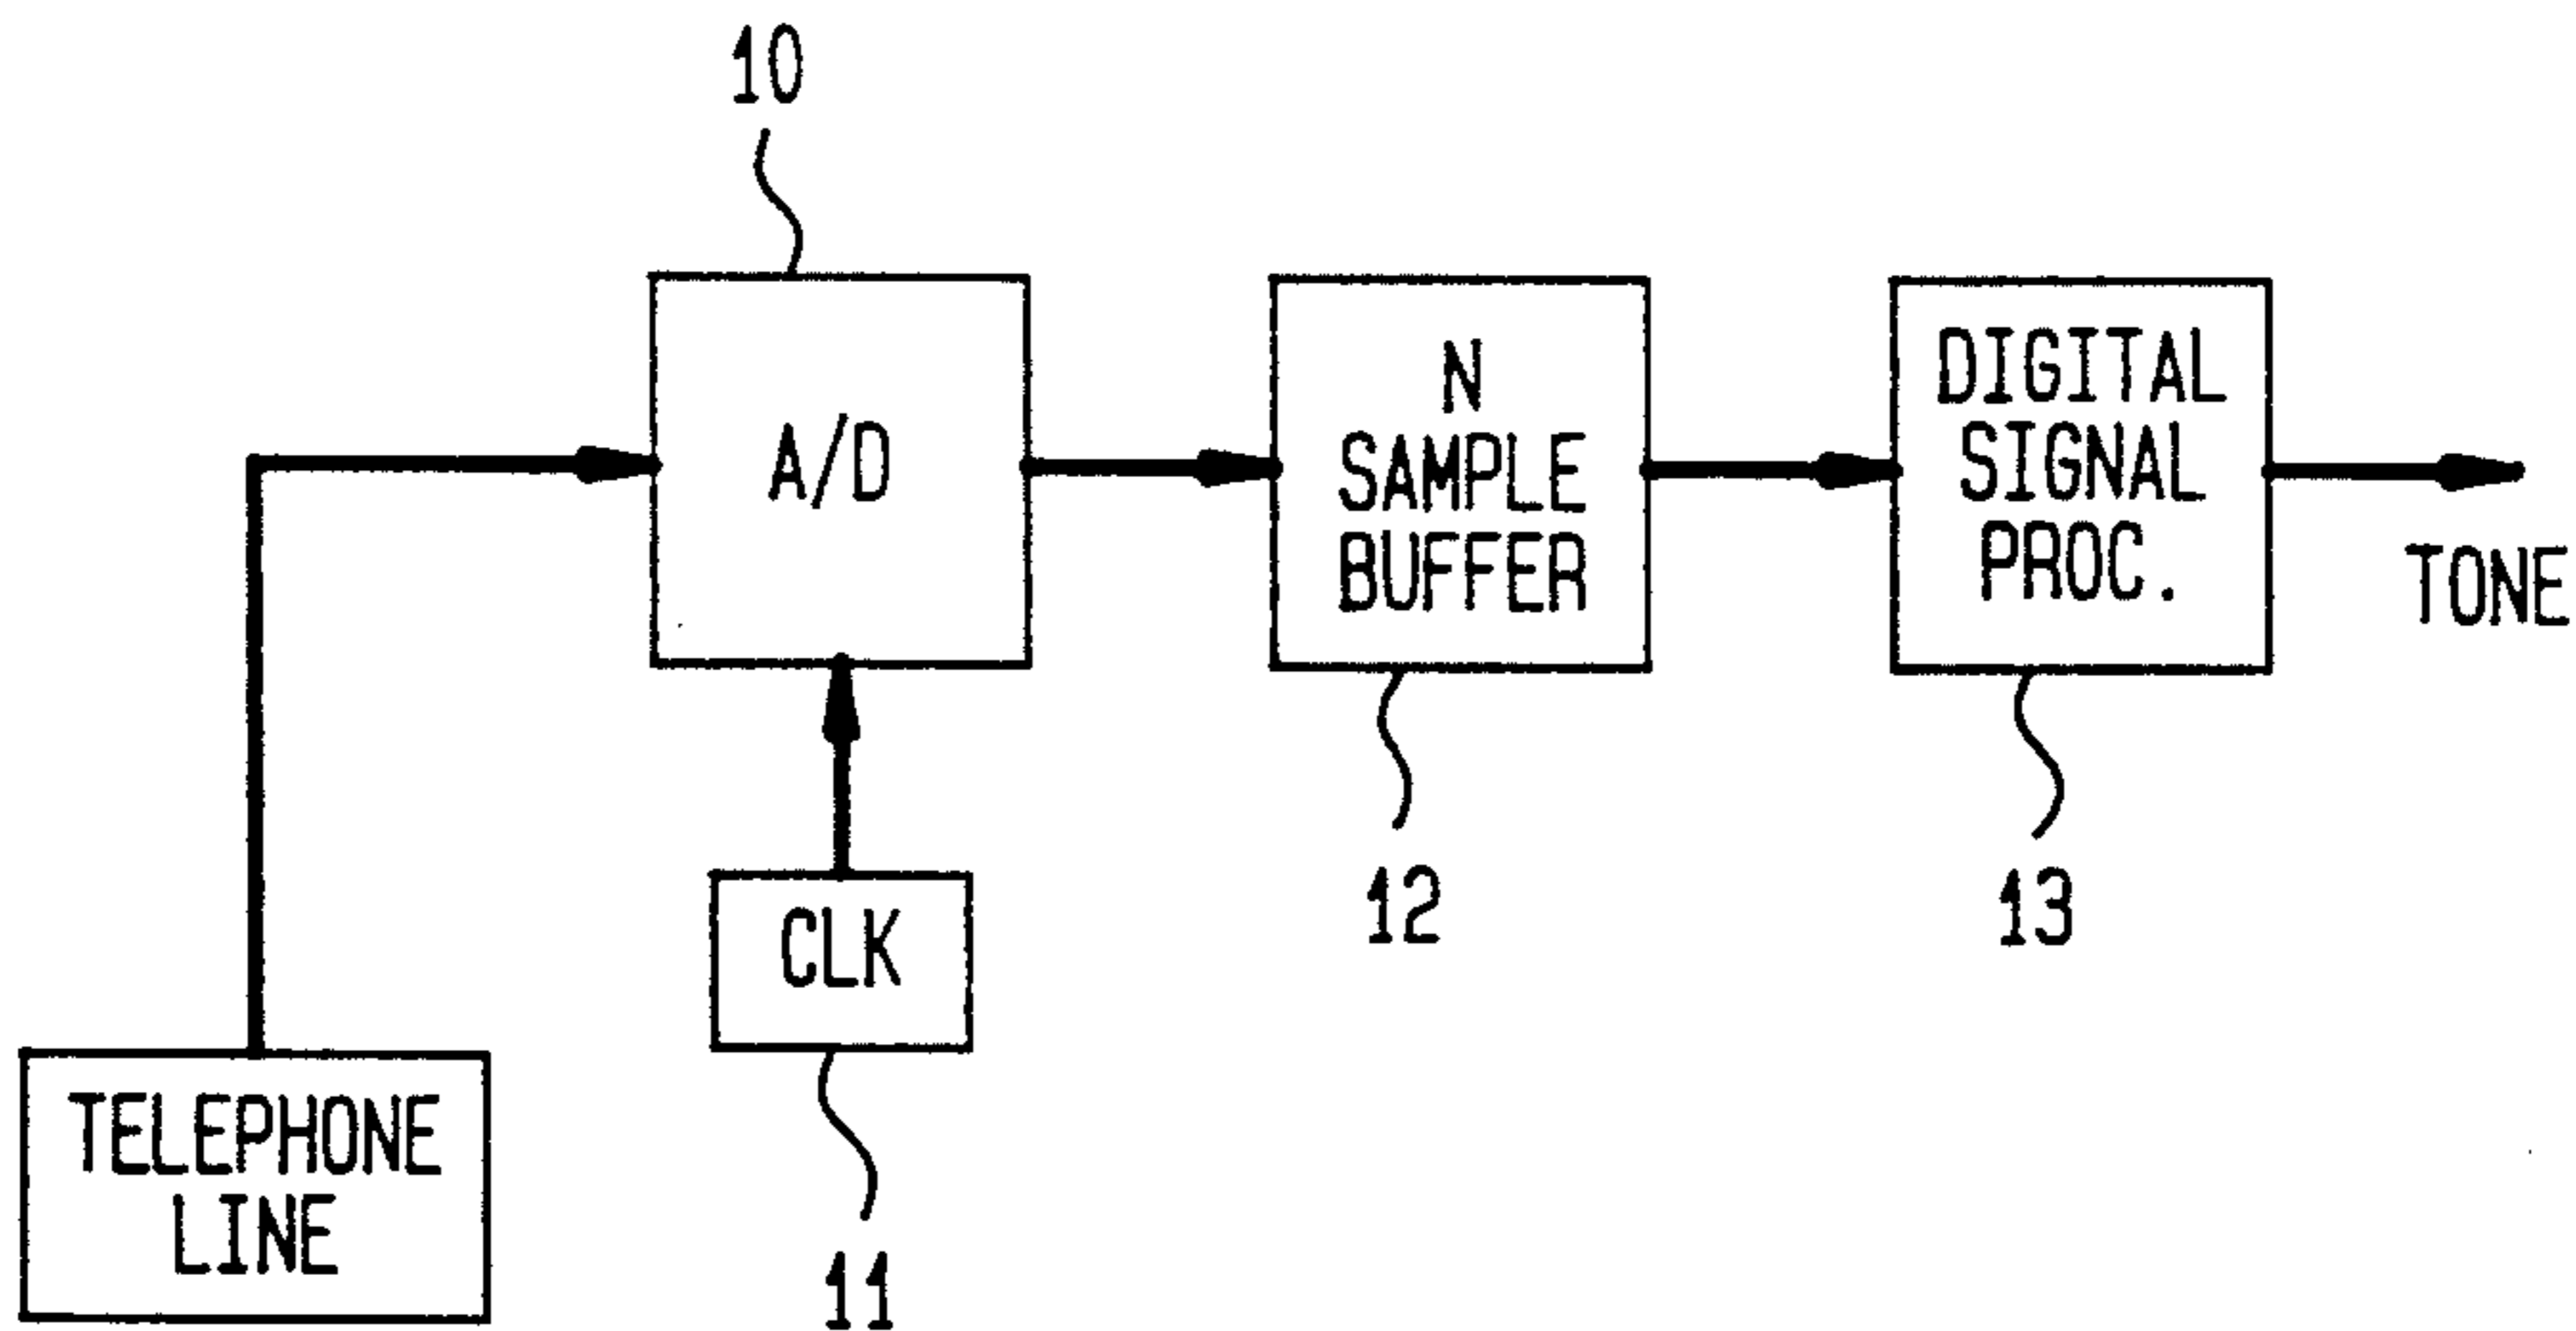 10
A/D
N
SAMPLE
BUFFER
DIGITAL
SIGNAL
PROC.
TONE
CLK
12
13
TELEPHONE
LINE
11